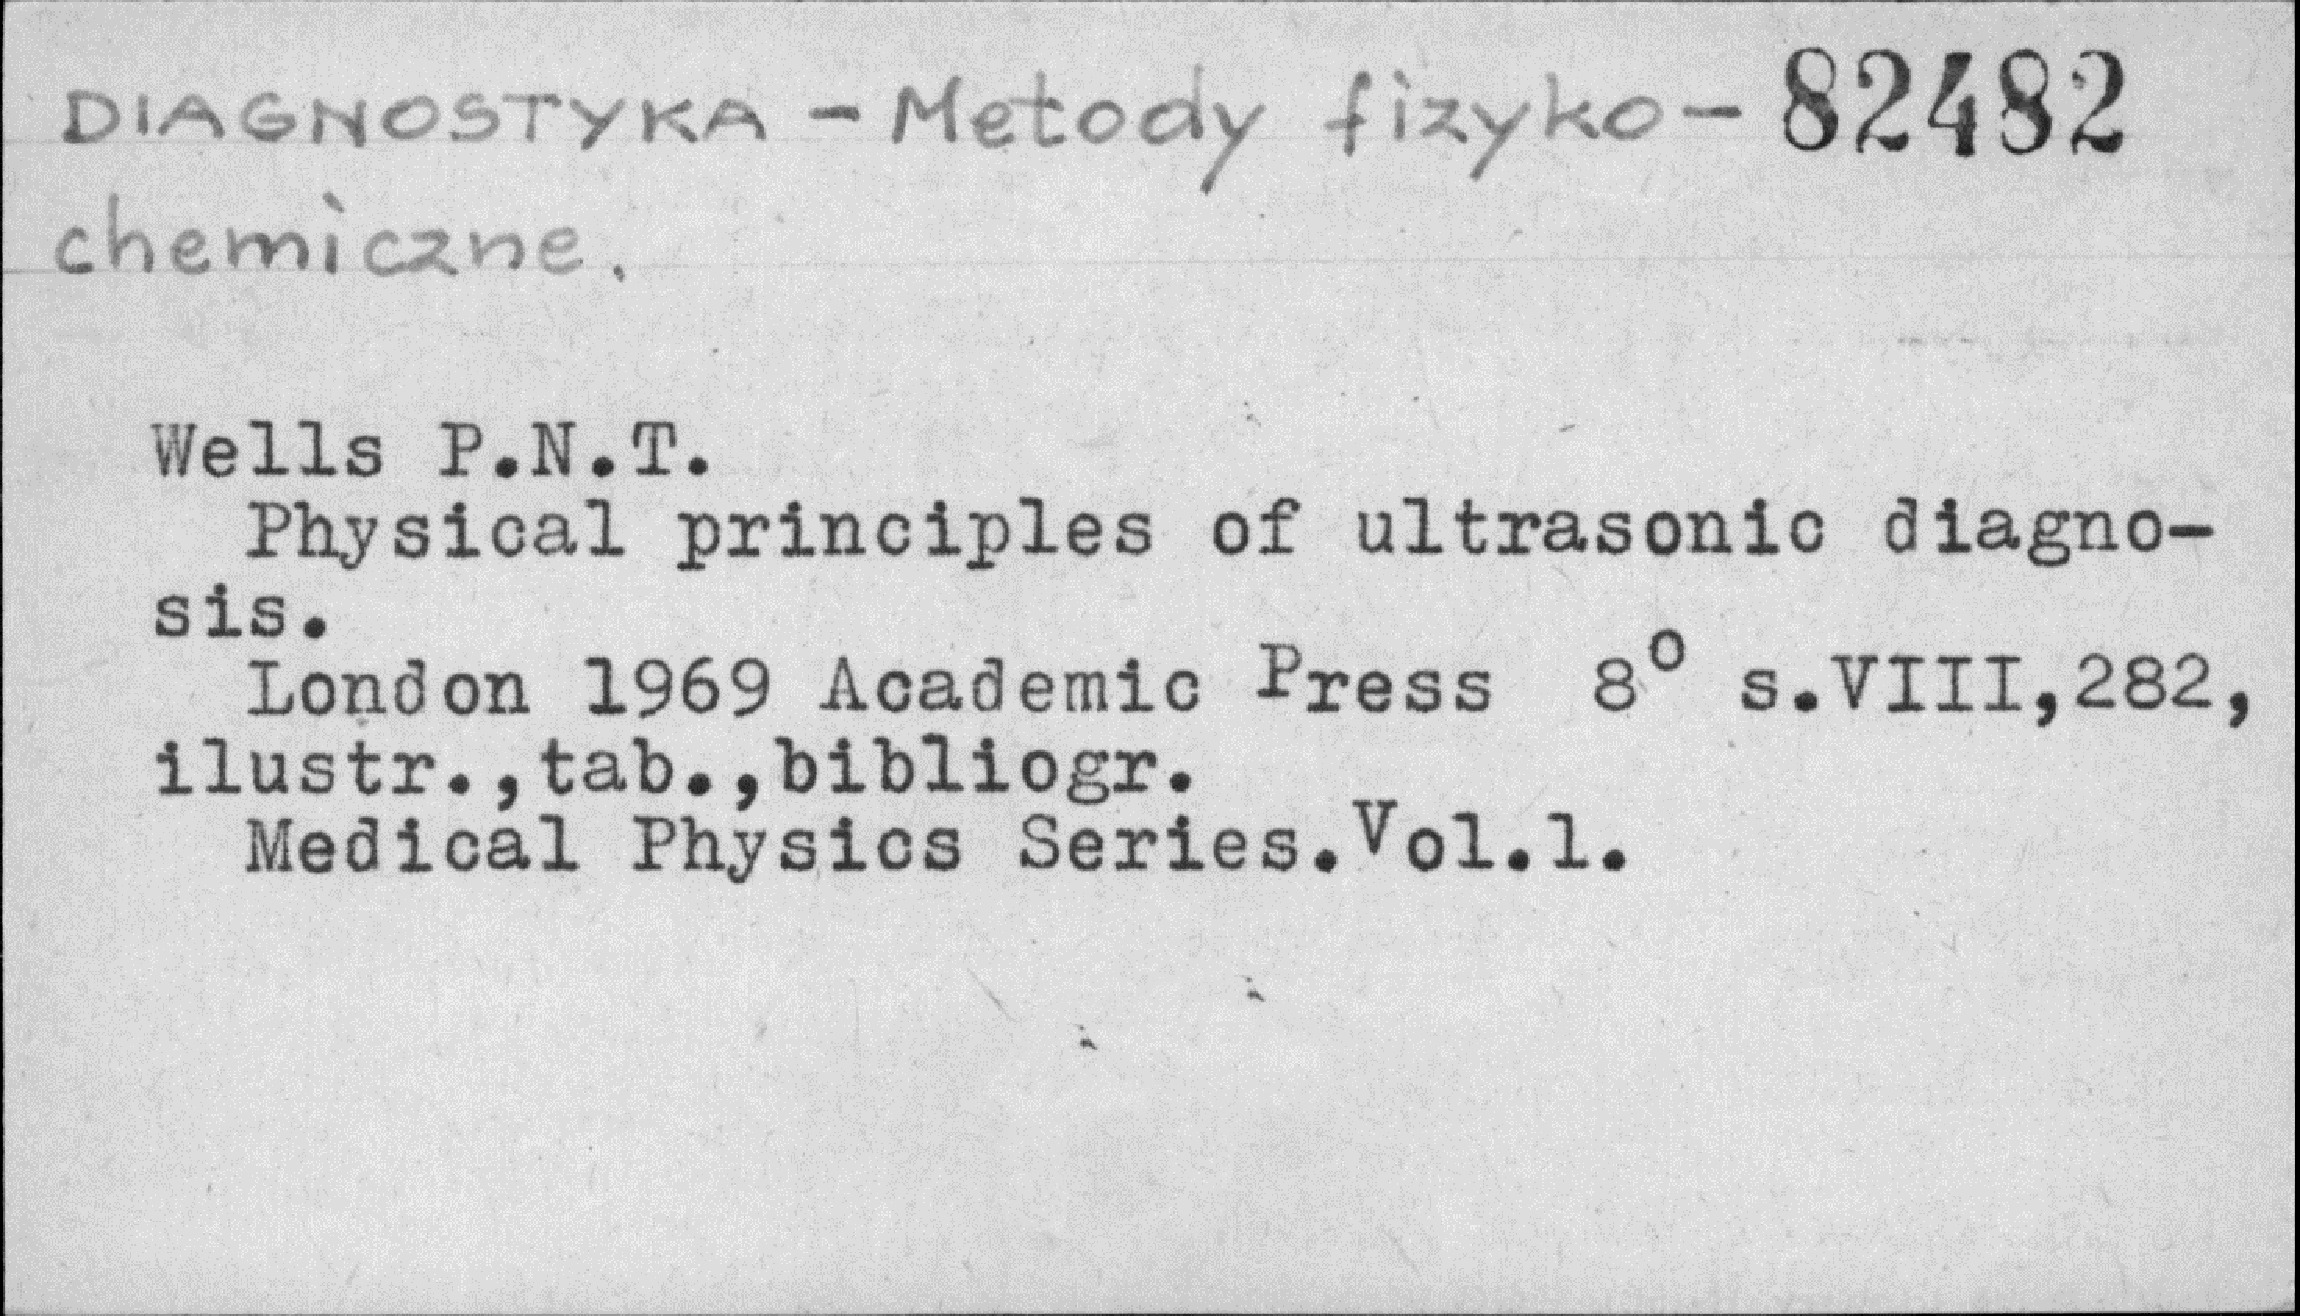 DIAGNOSTYKA - Metody fizyko- 82482
chemiczne.
Wells P.N.T.
Physical principles of ultrasonic diagno-
sis.
London 1969 Academic Press 8º s.VIII,282,
ilustr.,tab.,bibliogr.
Medical Physics Series.Vol.1.